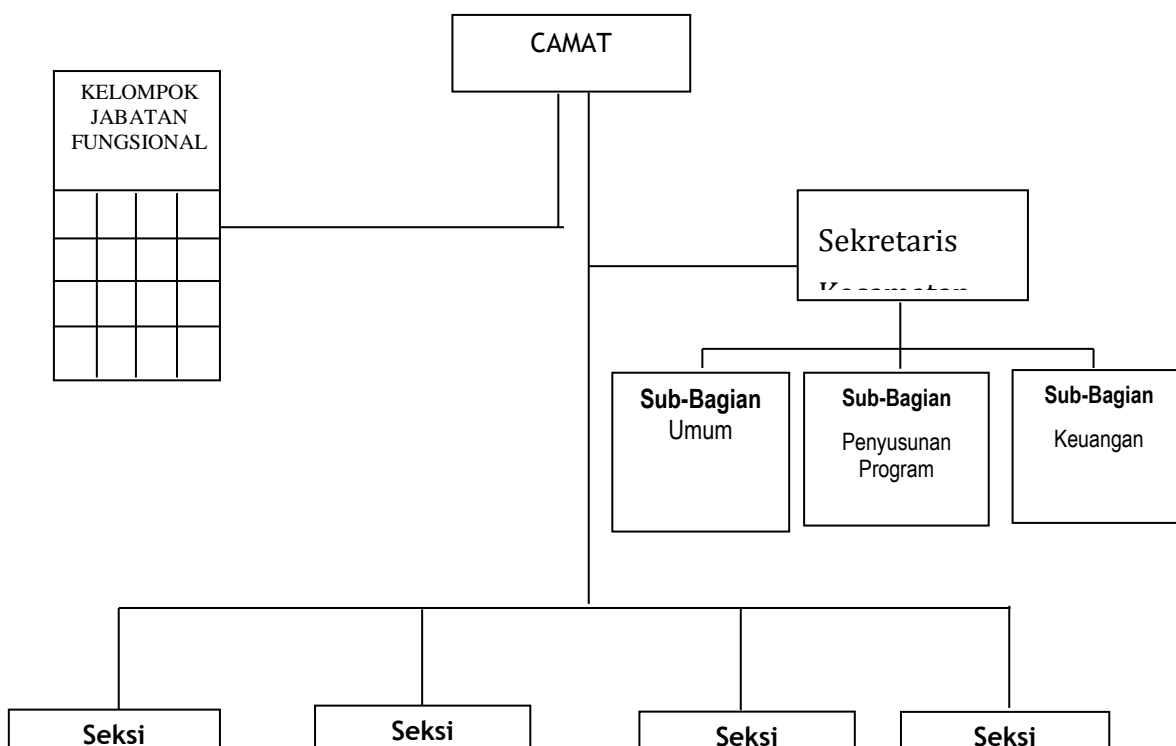 CAMAT
KELOMPOK
JABATAN
FUNGSIONAL
Sekretaris
Sub-Bagian
Umum
Sub-Bagian
Penyusunan
Program
Sub-Bagian
Keuangan
Seksi
Seksi
Seksi
Seksi